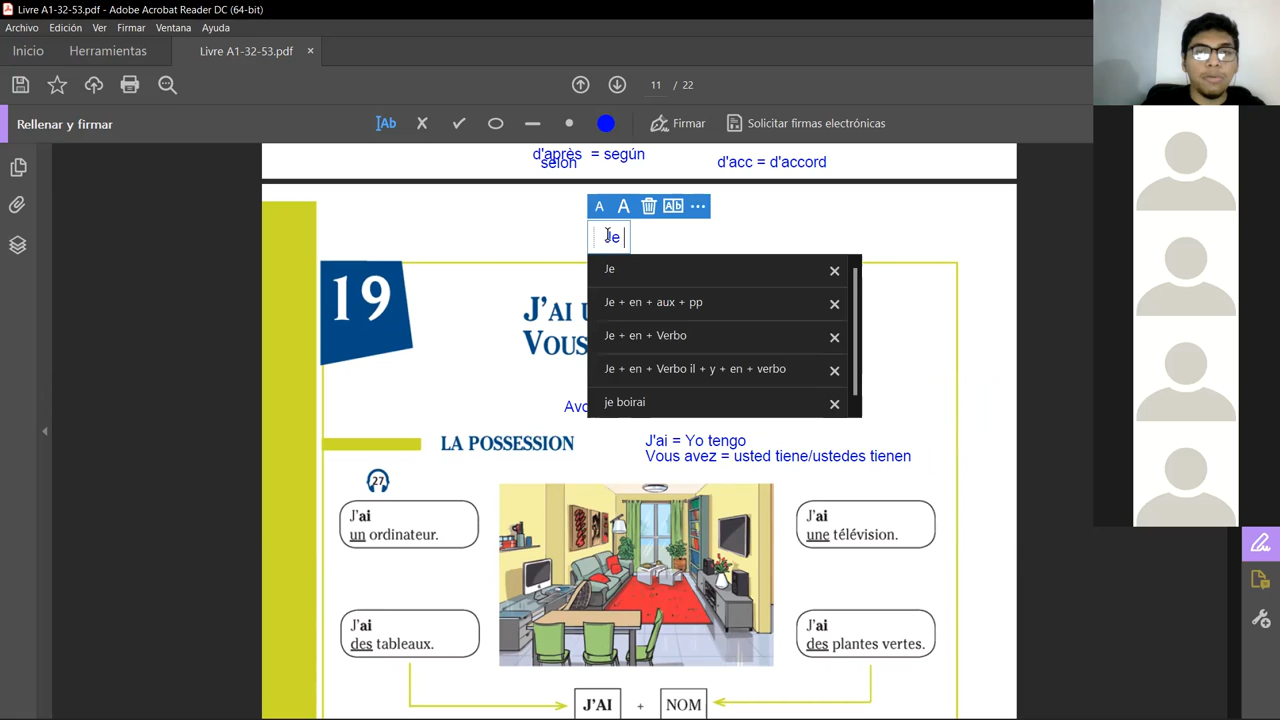 Livre A1-32-53.pdf - Adobe Acrobat Reader DC (64-bit)
Archivo Edición Ver Firmar Ventana Ayuda
Inicio Herramientas Livre A1-32-53.pdf ×
11 / 22
Rellenar y firmar Ab Firmar Solicitar firmas electrónicas
d'après = según
selon
d'acc = d'accord
A A Ab ...
Je
Je
Je + en + aux + pp
Je + en + Verbo
Je + en + Verbo il + y + en + verbo
je boirai
19
J'AI
VOUS
Avo
LA POSSESSION
J'ai = Yo tengo
Vous avez = usted tiene/ustedes tienen
27
J'ai
un ordinateur.
J'ai
une télévision.
J'ai
des tableaux.
J'ai
des plantes vertes.
J'AI + NOM